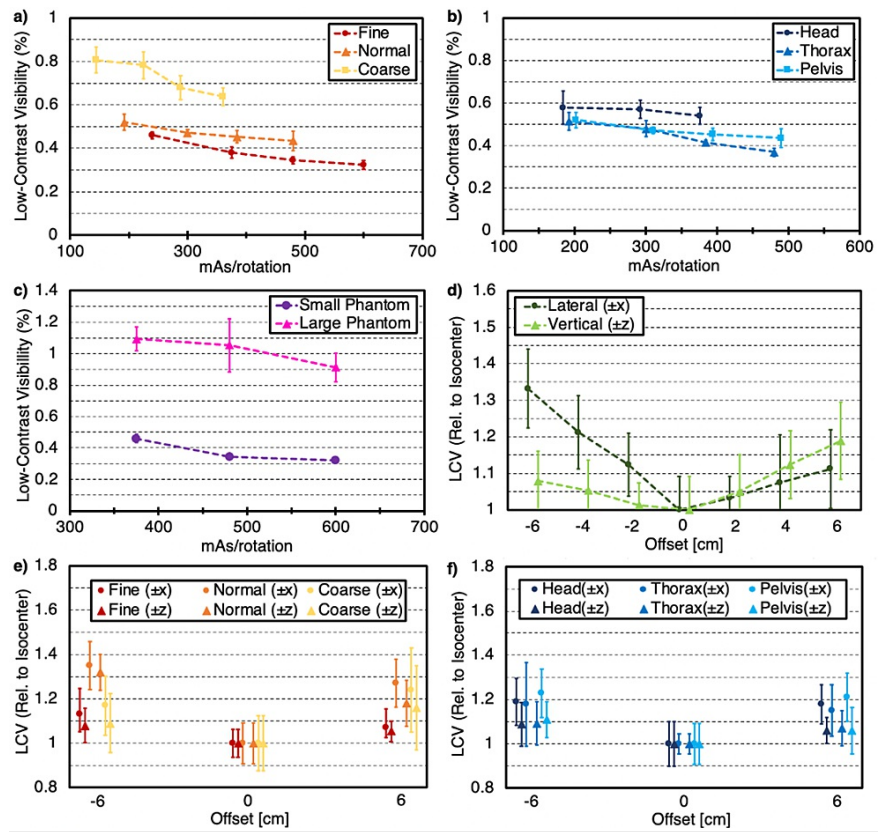 a)
Low-Contrast Visibility (%)
1
0.8
0.6
0.4
0.2
0
Fine
Normal
Coarse
100 300 500 700
mAs/rotation
b)
Low-Contrast Visibility (%)
1
0.8
0.6
0.4
0.2
0
Head
Thorax
Pelvis
100 200 300 400 500 600
mAs/rotation
c)
Low-Contrast Visibility (%)
1.4
1.2
1
0.8
0.6
0.4
0.2
0
Small Phantom
Large Phantom
300 400 500 600 700
mAs/rotation
d)
LCV (Rel. to Isocenter)
1.6
1.5
1.4
1.3
1.2
1.1
1
Lateral (±x)
Vertical (±z)
-6 -4 -2 0 2 4 6
Offset [cm]
e)
LCV (Rel. to Isocenter)
1.8
1.6
1.4
1.2
1
0.8
Fine (±x) Normal (±x) Coarse (±x)
Fine (±z) Normal (±z) Coarse (±z)
-6 0 6
Offset [cm]
f)
LCV (Rel. to Isocenter)
1.8
1.6
1.4
1.2
1
0.8
Head(±x) Thorax(±x) Pelvis(±x)
Head(±z) Thorax(±z) Pelvis(±z)
-6 0 6
Offset [cm]